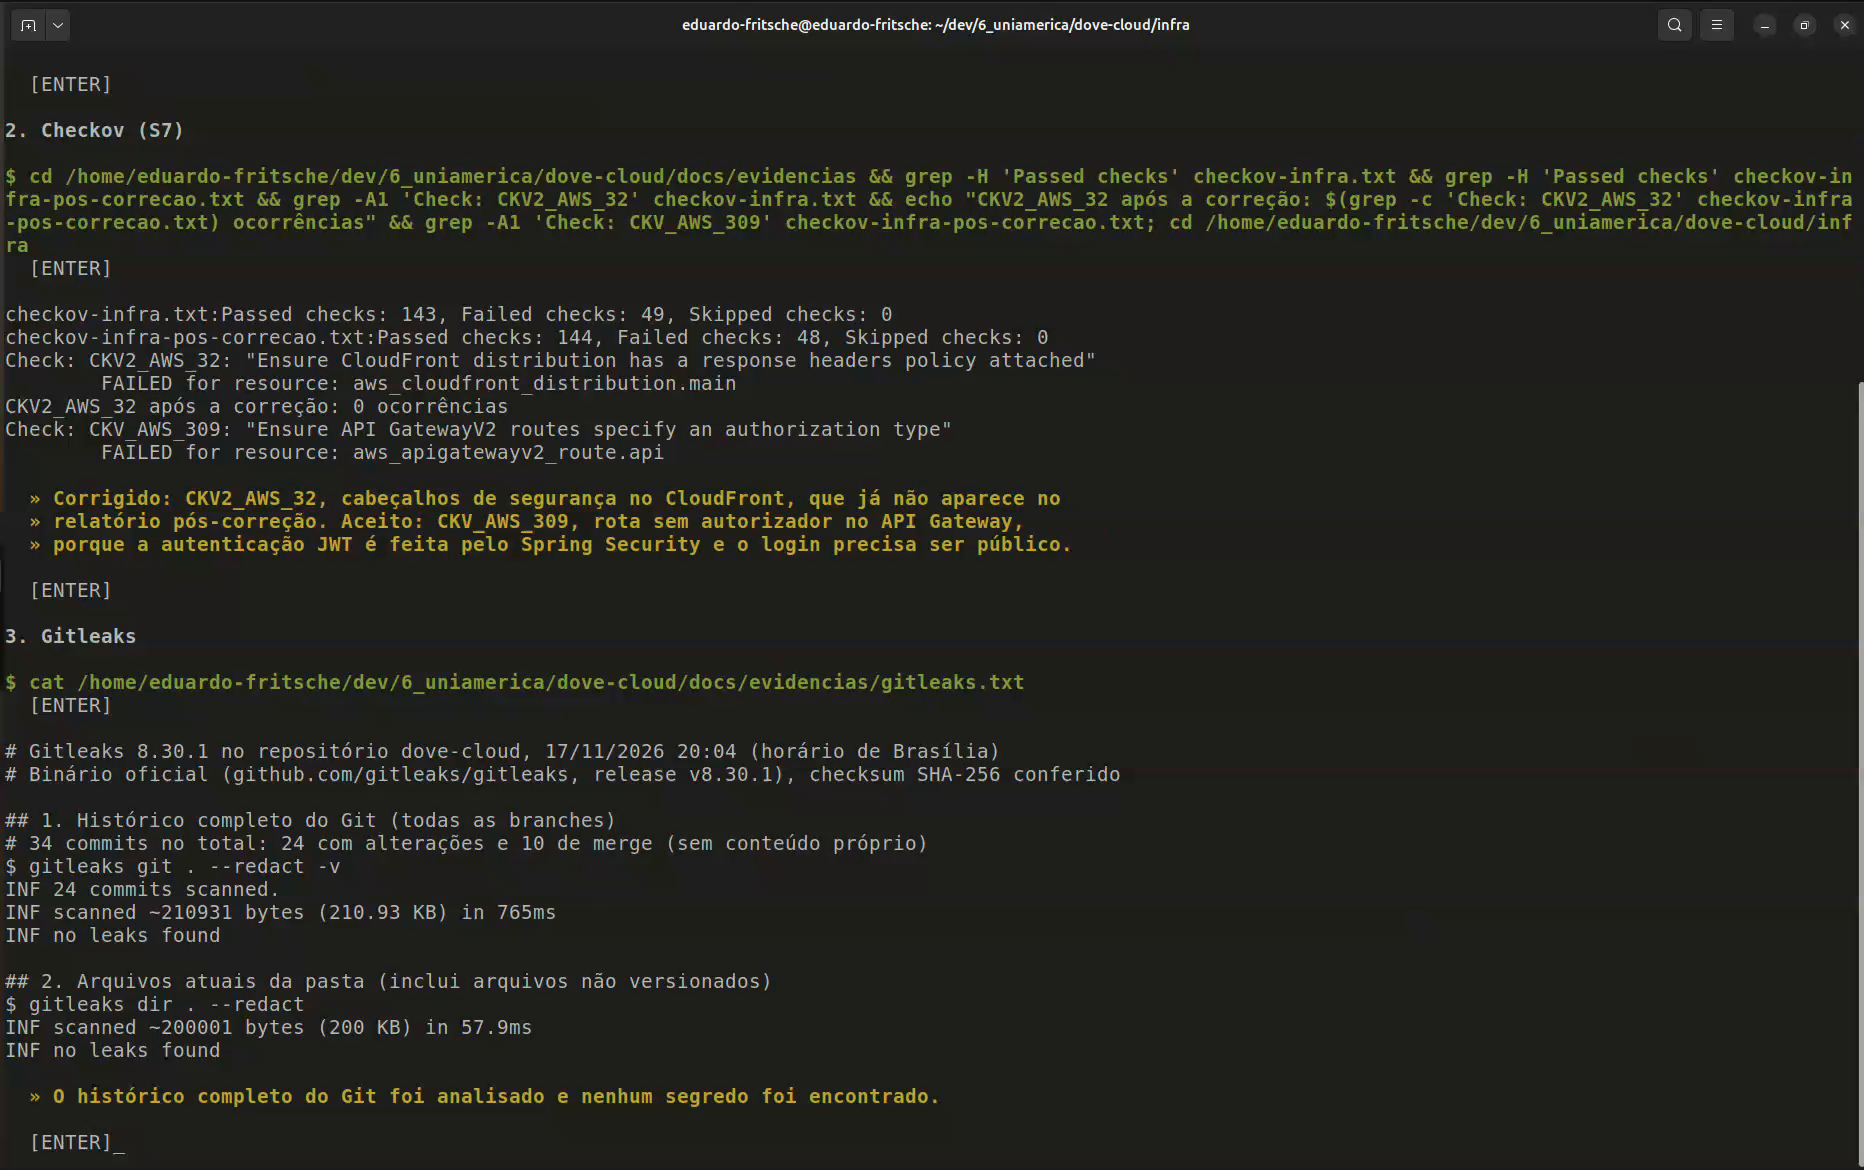 eduardo-fritsche@eduardo-fritsche: ~/dev/6_uniamerica/dove-cloud/infra
[ENTER]
2. Checkov (S7)
$ cd /home/eduardo-fritsche/dev/6_uniamerica/dove-cloud/docs/evidencias && grep -H 'Passed checks' checkov-infra.txt && grep -H 'Passed checks' checkov-in
fra-pos-correcao.txt && grep -A1 'Check: CKV2_AWS_32' checkov-infra.txt && echo "CKV2_AWS_32 após a correção: $(grep -c 'Check: CKV2_AWS_32' checkov-infra
-pos-correcao.txt) ocorrências" && grep -A1 'Check: CKV_AWS_309' checkov-infra-pos-correcao.txt; cd /home/eduardo-fritsche/dev/6_uniamerica/dove-cloud/inf
ra
[ENTER]
checkov-infra.txt:Passed checks: 143, Failed checks: 49, Skipped checks: 0
checkov-infra-pos-correcao.txt:Passed checks: 144, Failed checks: 48, Skipped checks: 0
Check: CKV2_AWS_32: "Ensure CloudFront distribution has a response headers policy attached"
FAILED for resource: aws_cloudfront_distribution.main
CKV2_AWS_32 após a correção: 0 ocorrências
Check: CKV_AWS_309: "Ensure API GatewayV2 routes specify an authorization type"
FAILED for resource: aws_apigatewayv2_route.api
» Corrigido: CKV2_AWS_32, cabeçalhos de segurança no CloudFront, que já não aparece no
» relatório pós-correção. Aceito: CKV_AWS_309, rota sem autorizador no API Gateway,
» porque a autenticação JWT é feita pelo Spring Security e o login precisa ser público.
[ENTER]
3. Gitleaks
$ cat /home/eduardo-fritsche/dev/6_uniamerica/dove-cloud/docs/evidencias/gitleaks.txt
[ENTER]
# Gitleaks 8.30.1 no repositório dove-cloud, 17/11/2026 20:04 (horário de Brasília)
# Binário oficial (github.com/gitleaks/gitleaks, release v8.30.1), checksum SHA-256 conferido
## 1. Histórico completo do Git (todas as branches)
# 34 commits no total: 24 com alterações e 10 de merge (sem conteúdo próprio)
$ gitleaks git . --redact -v
INF 24 commits scanned.
INF scanned ~210931 bytes (210.93 KB) in 765ms
INF no leaks found
## 2. Arquivos atuais da pasta (inclui arquivos não versionados)
$ gitleaks dir . --redact
INF scanned ~200001 bytes (200 KB) in 57.9ms
INF no leaks found
» O histórico completo do Git foi analisado e nenhum segredo foi encontrado.
[ENTER]_